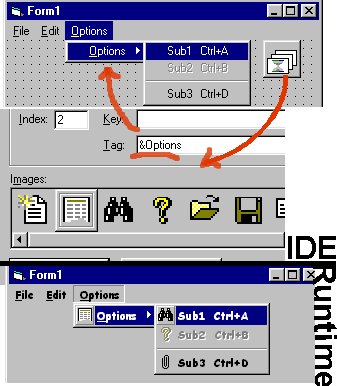 Form1
File Edit Options
Options
Sub1 Ctrl+A
Sub2 Ctrl+B
Sub3 Ctrl+D
Index: 2 Key:
Tag: &Options
Images:
IDE
Runtime
Form1
File Edit Options
Options
Sub1 Ctrl+A
Sub2 Ctrl+B
Sub3 Ctrl+D